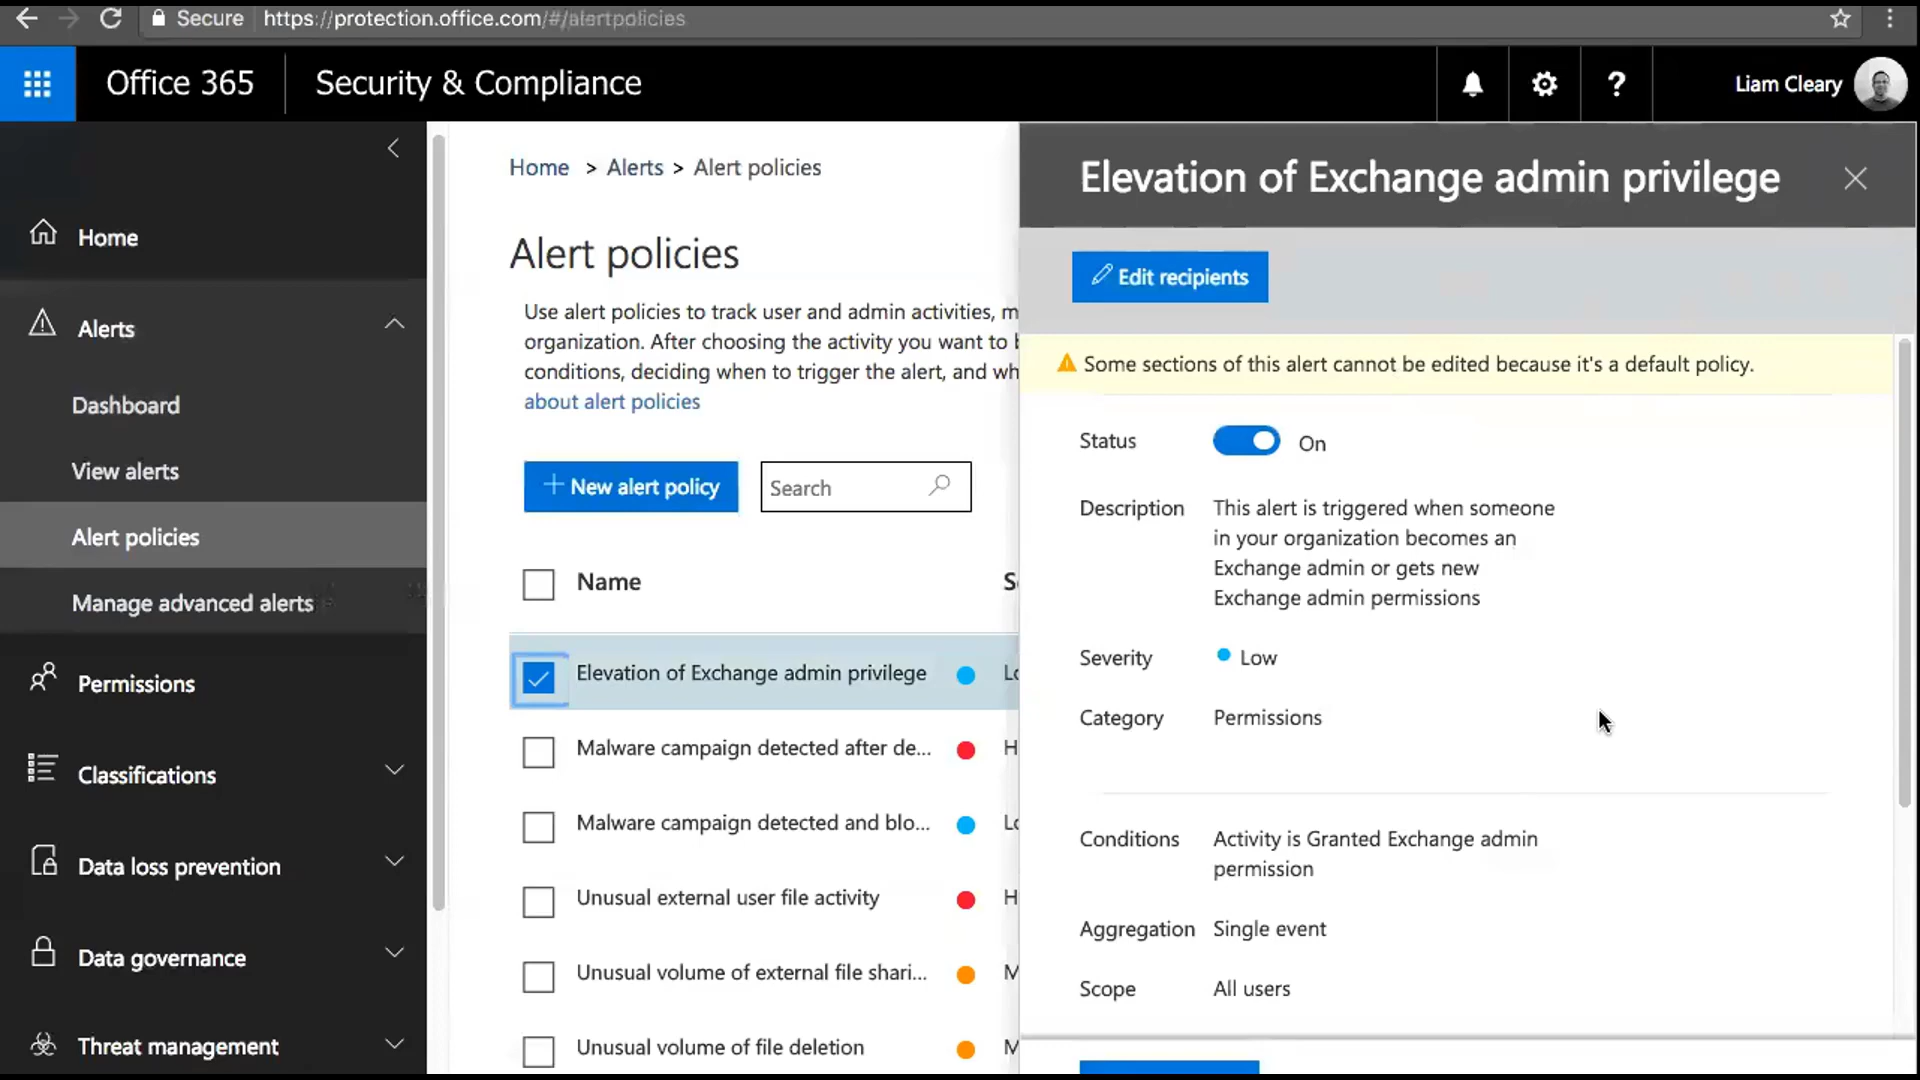 Secure https://protection.office.com/#/alertpolicies
Office 365 Security & Compliance
Liam Cleary
Home
Alerts
Dashboard
View alerts
Alert policies
Manage advanced alerts
Permissions
Classifications
Data loss prevention
Data governance
Threat management
Home > Alerts > Alert policies
Alert policies
Use alert policies to track user and admin activities, m
organization. After choosing the activity you want to
conditions, deciding when to trigger the alert, and wh
about alert policies
+ New alert policy
Search
Name
Elevation of Exchange admin privilege
Malware campaign detected after de...
Malware campaign detected and blo...
Unusual external user file activity
Unusual volume of external file shari...
Unusual volume of file deletion
Elevation of Exchange admin privilege
Edit recipients
Some sections of this alert cannot be edited because it's a default policy.
Status On
Description This alert is triggered when someone
in your organization becomes an
Exchange admin or gets new
Exchange admin permissions
Severity Low
Category Permissions
Conditions Activity is Granted Exchange admin
permission
Aggregation Single event
Scope All users